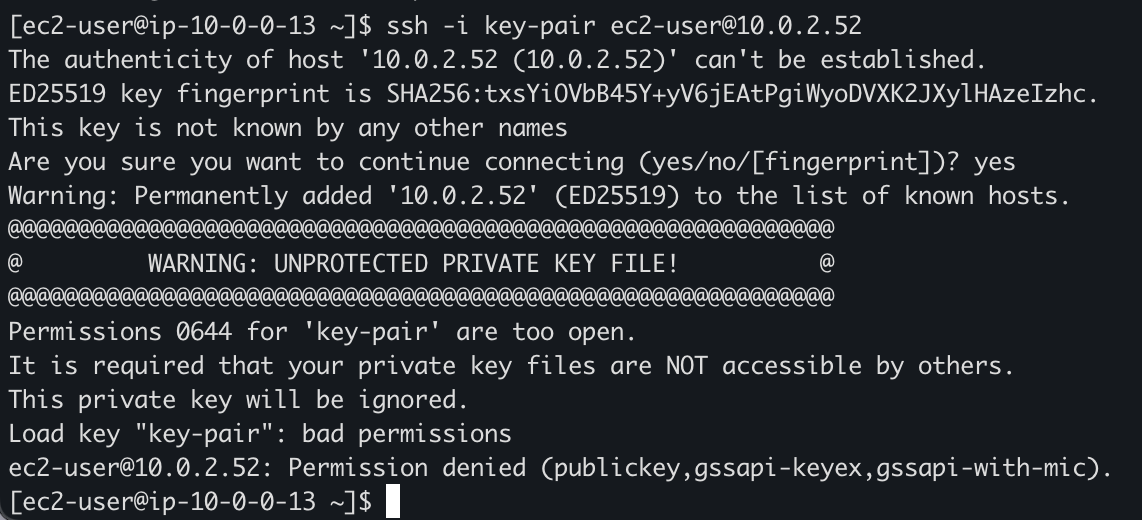 [ec2-user@ip-10-0-0-13 ~]$ ssh -i key-pair ec2-user@10.0.2.52
The authenticity of host '10.0.2.52 (10.0.2.52)' can't be established.
ED25519 key fingerprint is SHA256:txsYiOVbB45Y+yV6jEAtPgiWyoDVXK2JXylHAzeIzhc.
This key is not known by any other names
Are you sure you want to continue connecting (yes/no/[fingerprint])? yes
Warning: Permanently added '10.0.2.52' (ED25519) to the list of known hosts.
@@@@@@@@@@@@@@@@@@@@@@@@@@@@@@@@@@@@@@@@@@@@@@@@@@@@@@@@@@@
@         WARNING: UNPROTECTED PRIVATE KEY FILE!          @
@@@@@@@@@@@@@@@@@@@@@@@@@@@@@@@@@@@@@@@@@@@@@@@@@@@@@@@@@@@
Permissions 0644 for 'key-pair' are too open.
It is required that your private key files are NOT accessible by others.
This private key will be ignored.
Load key "key-pair": bad permissions
ec2-user@10.0.2.52: Permission denied (publickey,gssapi-keyex,gssapi-with-mic).
[ec2-user@ip-10-0-0-13 ~]$